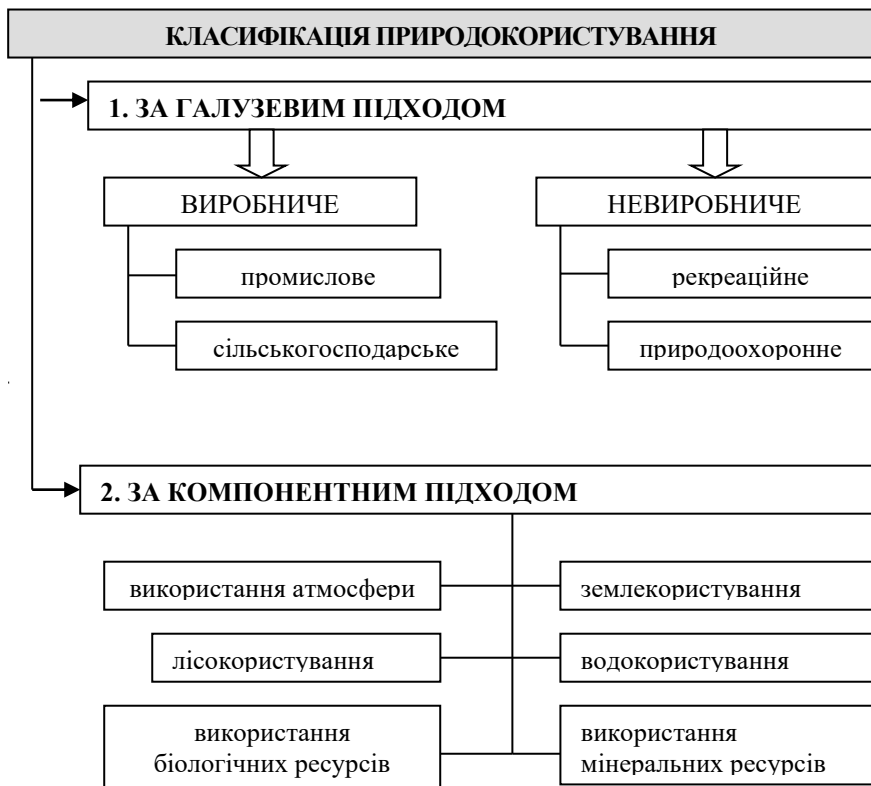 КЛАСИФІКАЦІЯ ПРИРОДОКОРИСТУВАННЯ
1. ЗА ГАЛУЗЕВИМ ПІДХОДОМ
ВИРОБНИЧЕ
НЕВИРОБНИЧЕ
промислове
рекреаційне
сільськогосподарське
природоохоронне
2. ЗА КОМПОНЕНТНИМ ПІДХОДОМ
використання атмосфери
землекористування
лісокористування
водокористування
використання
біологічних ресурсів
використання
мінеральних ресурсів